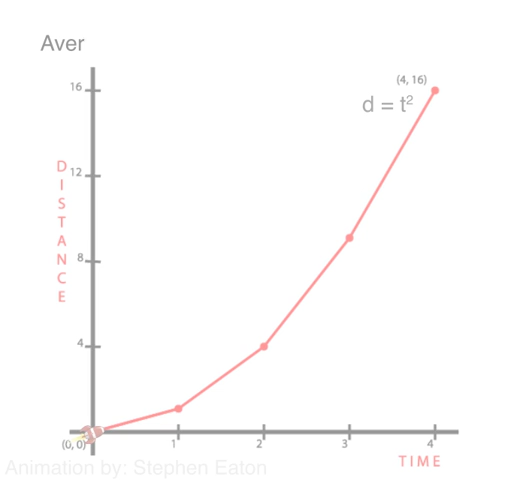 Aver
(4, 16)
16
d = t²
12
DISTANCE
8
4
(0, 0)
1
2
3
4
TIME
Animation by: Stephen Eaton